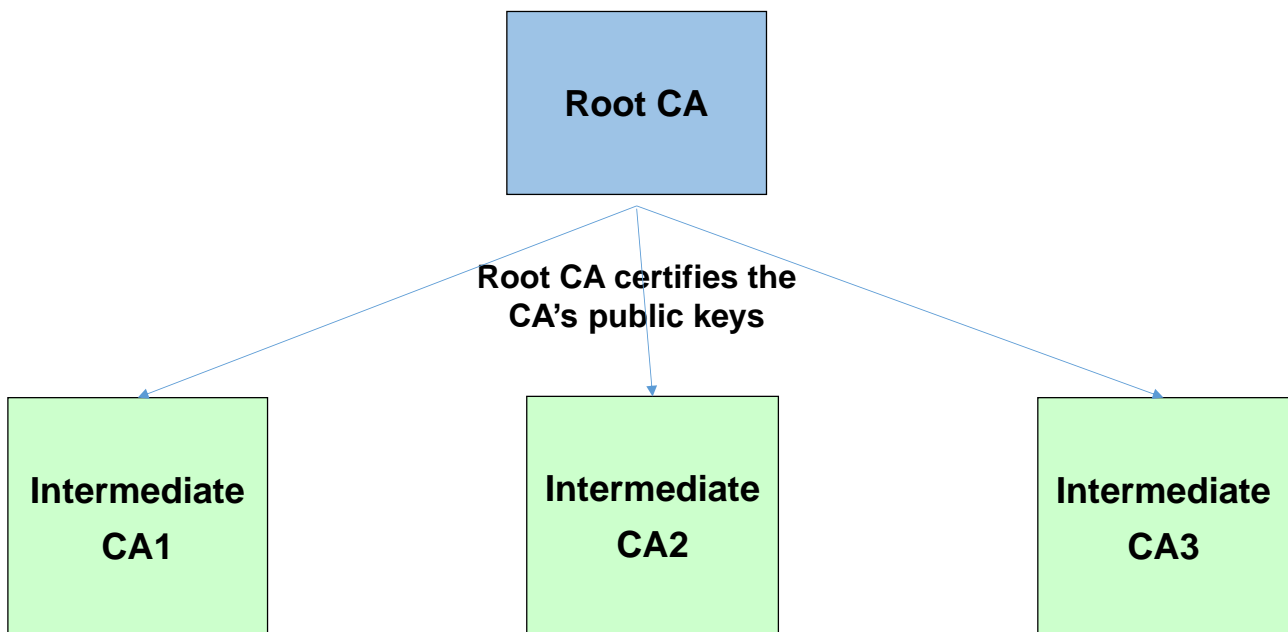 Root CA
Root CA certifies the
CA’s public keys
Intermediate
CA1
Intermediate
CA2
Intermediate
CA3